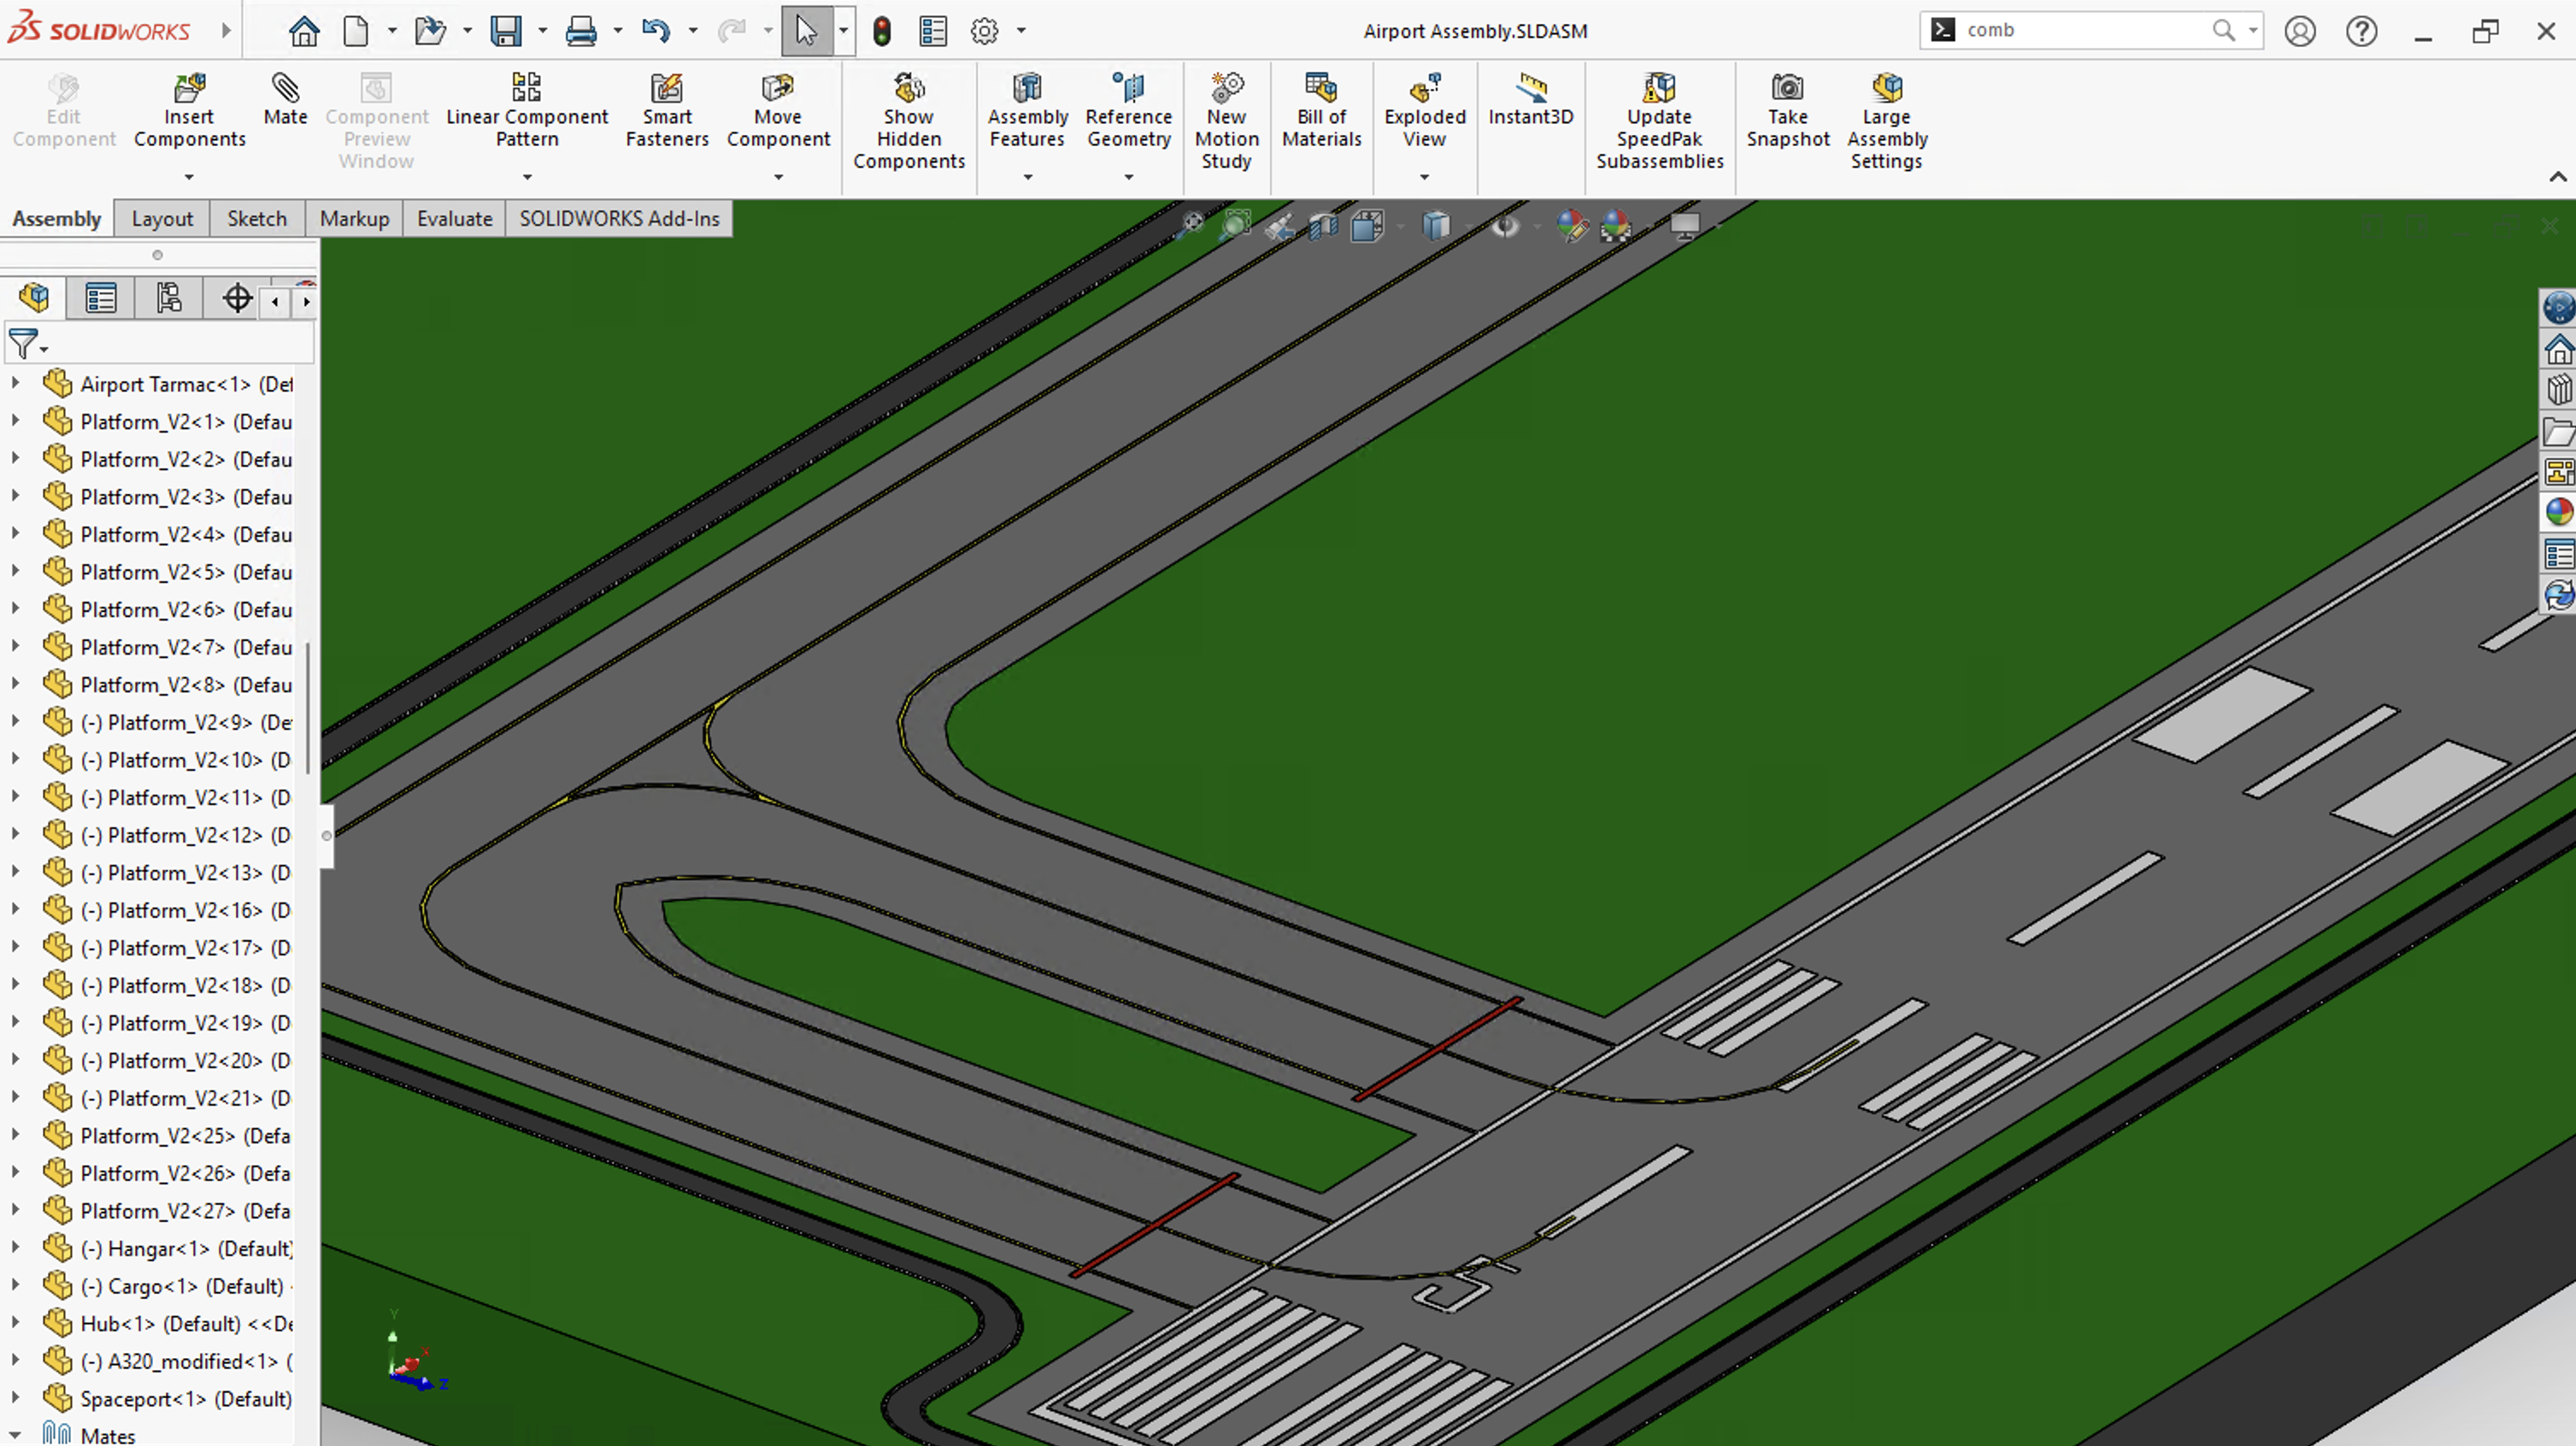 SOLIDWORKS
Airport Assembly.SLDASM
comb
Edit Component
Insert Components
Mate
Component Preview Window
Linear Component Pattern
Smart Fasteners
Move Component
Show Hidden Components
Assembly Features
Reference Geometry
New Motion Study
Bill of Materials
Exploded View
Instant3D
Update SpeedPak Subassemblies
Take Snapshot
Large Assembly Settings
Assembly
Layout
Sketch
Markup
Evaluate
SOLIDWORKS Add-Ins
Airport Tarmac<1> (Def
Platform_V2<1> (Defau
Platform_V2<2> (Defau
Platform_V2<3> (Defau
Platform_V2<4> (Defau
Platform_V2<5> (Defau
Platform_V2<6> (Defau
Platform_V2<7> (Defau
Platform_V2<8> (Defau
(-) Platform_V2<9> (De
(-) Platform_V2<10> (D
(-) Platform_V2<11> (D
(-) Platform_V2<12> (D
(-) Platform_V2<13> (D
(-) Platform_V2<16> (D
(-) Platform_V2<17> (D
(-) Platform_V2<18> (D
(-) Platform_V2<19> (D
(-) Platform_V2<20> (D
(-) Platform_V2<21> (D
Platform_V2<25> (Defa
Platform_V2<26> (Defa
Platform_V2<27> (Defa
(-) Hangar<1> (Default)
(-) Cargo<1> (Default)
Hub<1> (Default) <<De
(-) A320_modified<1> (
Spaceport<1> (Default)
Mates
5
Y
X
Z